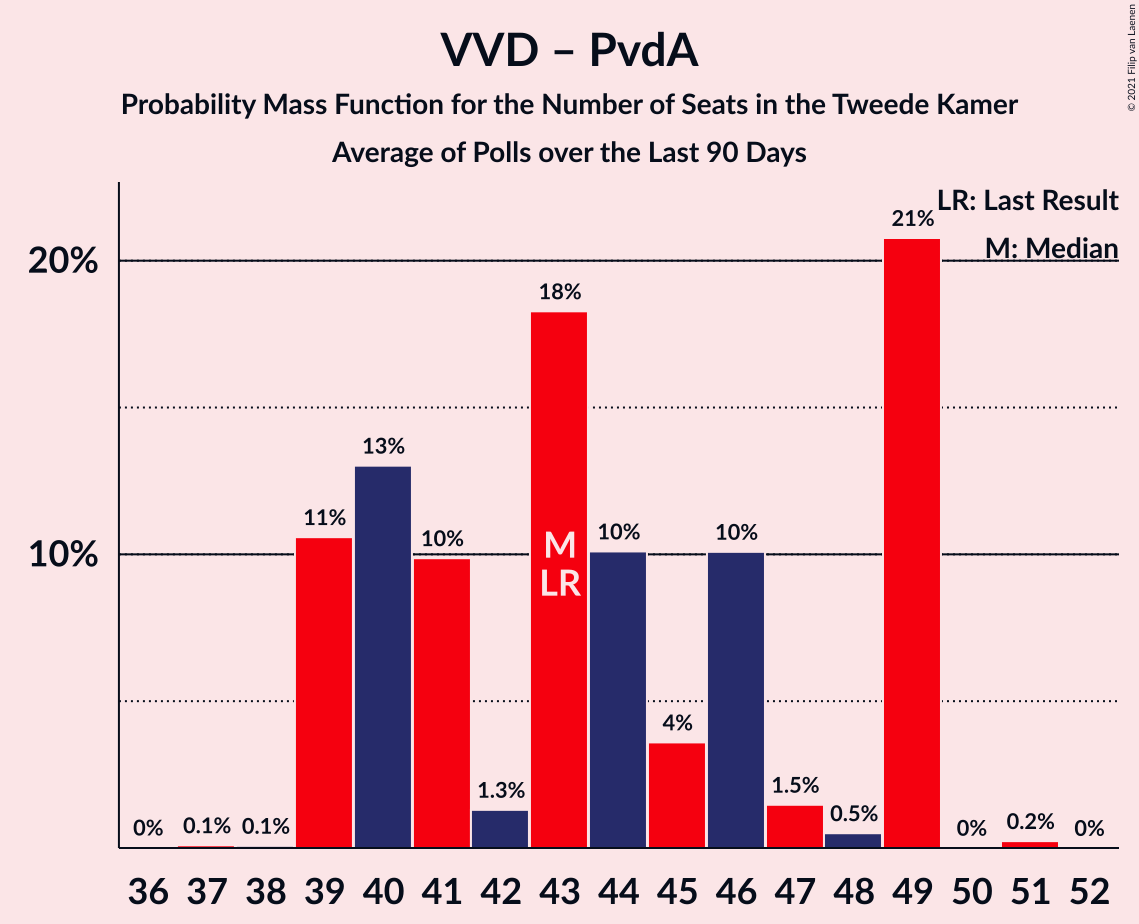 VVD – PvdA
Probability Mass Function for the Number of Seats in the Tweede Kamer
Average of Polls over the Last 90 Days
© 2021 Filip van Laenen
LR: Last Result
M: Median
20%
10%
0%
0.1%
0.1%
11%
13%
10%
1.3%
18%
10%
4%
10%
1.5%
0.5%
21%
0%
0.2%
0%
M
LR
36 37 38 39 40 41 42 43 44 45 46 47 48 49 50 51 52